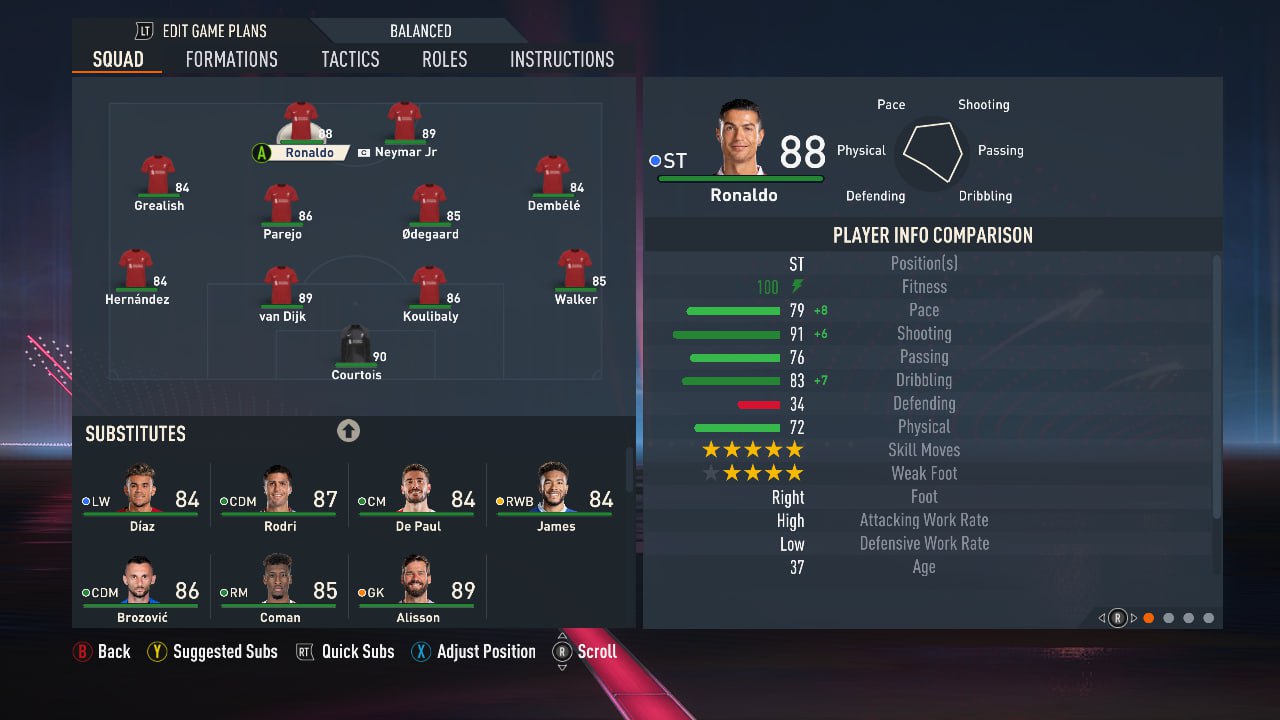 LT EDIT GAME PLANS BALANCED
SQUAD FORMATIONS TACTICS ROLES INSTRUCTIONS
88 89
A Ronaldo C Neymar Jr
84 84
Grealish Dembélé
86 85
Parejo Ødegaard
84 85
Hernández Walker
89 86
van Dijk Koulibaly
90
Courtois
SUBSTITUTES
LW 84 CDM 87 CM 84 RWB 84
Díaz Rodri De Paul James
CDM 86 RM 85 GK 89
Brozović Coman Alisson
ST 88
Ronaldo
Pace Shooting
Physical Passing
Defending Dribbling
PLAYER INFO COMPARISON
ST Position(s)
100 Fitness
79 +8 Pace
91 +6 Shooting
76 Passing
83 +7 Dribbling
34 Defending
72 Physical
Skill Moves
Weak Foot
Right Foot
High Attacking Work Rate
Low Defensive Work Rate
37 Age
R
B Back Y Suggested Subs RT Quick Subs X Adjust Position R Scroll